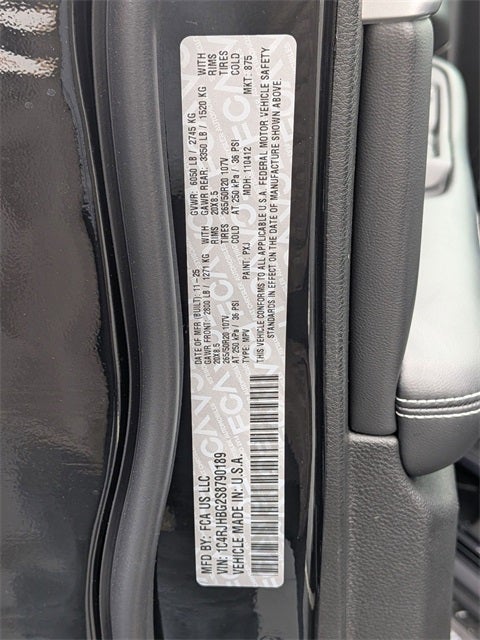 MFD BY: FCA US LLC
VIN: 1C4RJHBG2S8790189
VEHICLE MADE IN: U.S.A.
DATE OF MFR (BUILT): 11-25 GVWR: 6050 LB / 2745 KG
GAWR FRONT: 2800 LB / 1271 KG WITH GAWR REAR: 3350 LB / 1520 KG WITH
20X8.5 RIMS 20X8.5 RIMS
265/50R20 107V TIRES 265/50R20 107V TIRES
AT 250 kPa / 36 PSI COLD AT 250 kPa / 36 PSI COLD
TYPE: MPV PAINT: PXJ MDH: 110412 MKT: 875
THIS VEHICLE CONFORMS TO ALL APPLICABLE U.S.A. FEDERAL MOTOR VEHICLE SAFETY
STANDARDS IN EFFECT ON THE DATE OF MANUFACTURE SHOWN ABOVE.